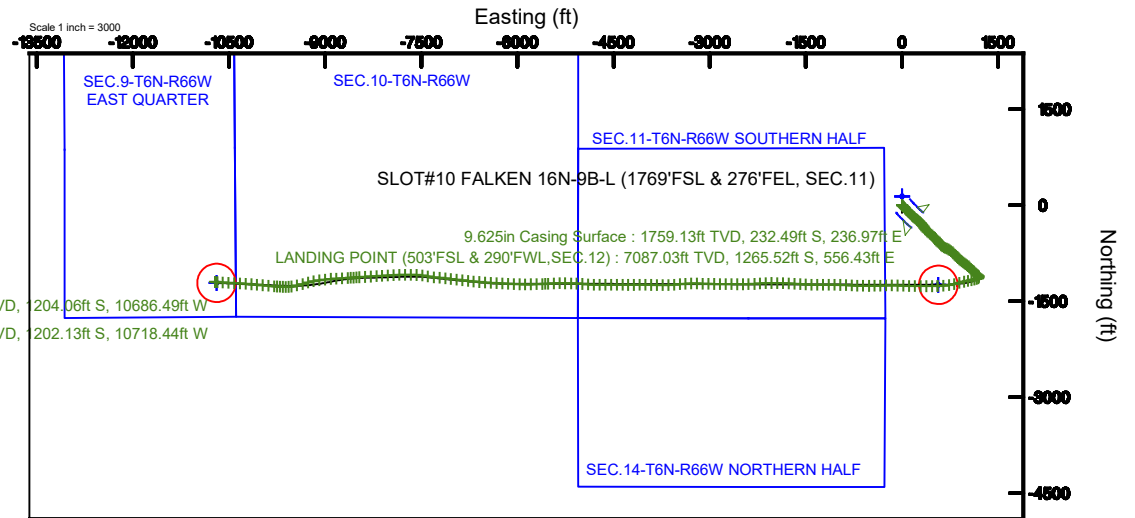 Easting (ft)
Scale 1 inch = 3000
-13500 -12000 -10500 -9000 -7500 -6000 -4500 -3000 -1500 0 1500
SEC.9-T6N-R66W
EAST QUARTER
SEC.10-T6N-R66W
1500
SEC.11-T6N-R66W SOUTHERN HALF
SLOT#10 FALKEN 16N-9B-L (1769'FSL & 276'FEL, SEC.11)
0
9.625in Casing Surface : 1759.13ft TVD, 232.49ft S, 236.97ft E
LANDING POINT (503'FSL & 290'FWL,SEC.12) : 7087.03ft TVD, 1265.52ft S, 556.43ft E
Northing (ft)
-1500
VD, 1204.06ft S, 10686.49ft W
VD, 1202.13ft S, 10718.44ft W
-3000
SEC.14-T6N-R66W NORTHERN HALF
-4500